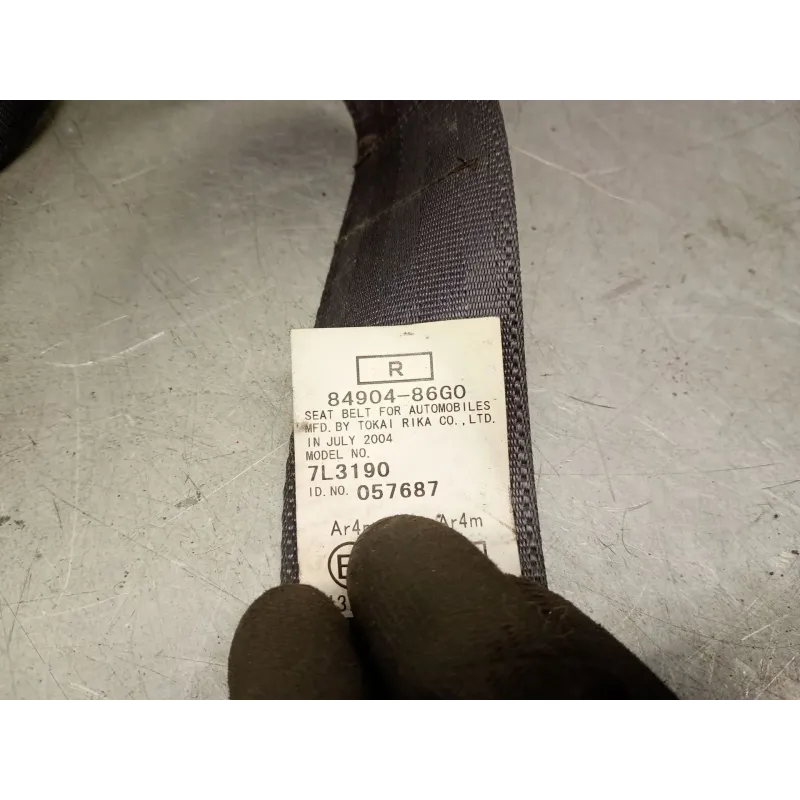 R
84904-86G0
SEAT BELT FOR AUTOMOBILES
MFD. BY TOKAI RIKA CO., LTD.
IN JULY 2004
MODEL NO.
7L3190
ID. NO. 057687
Ar4m Ar4m
E